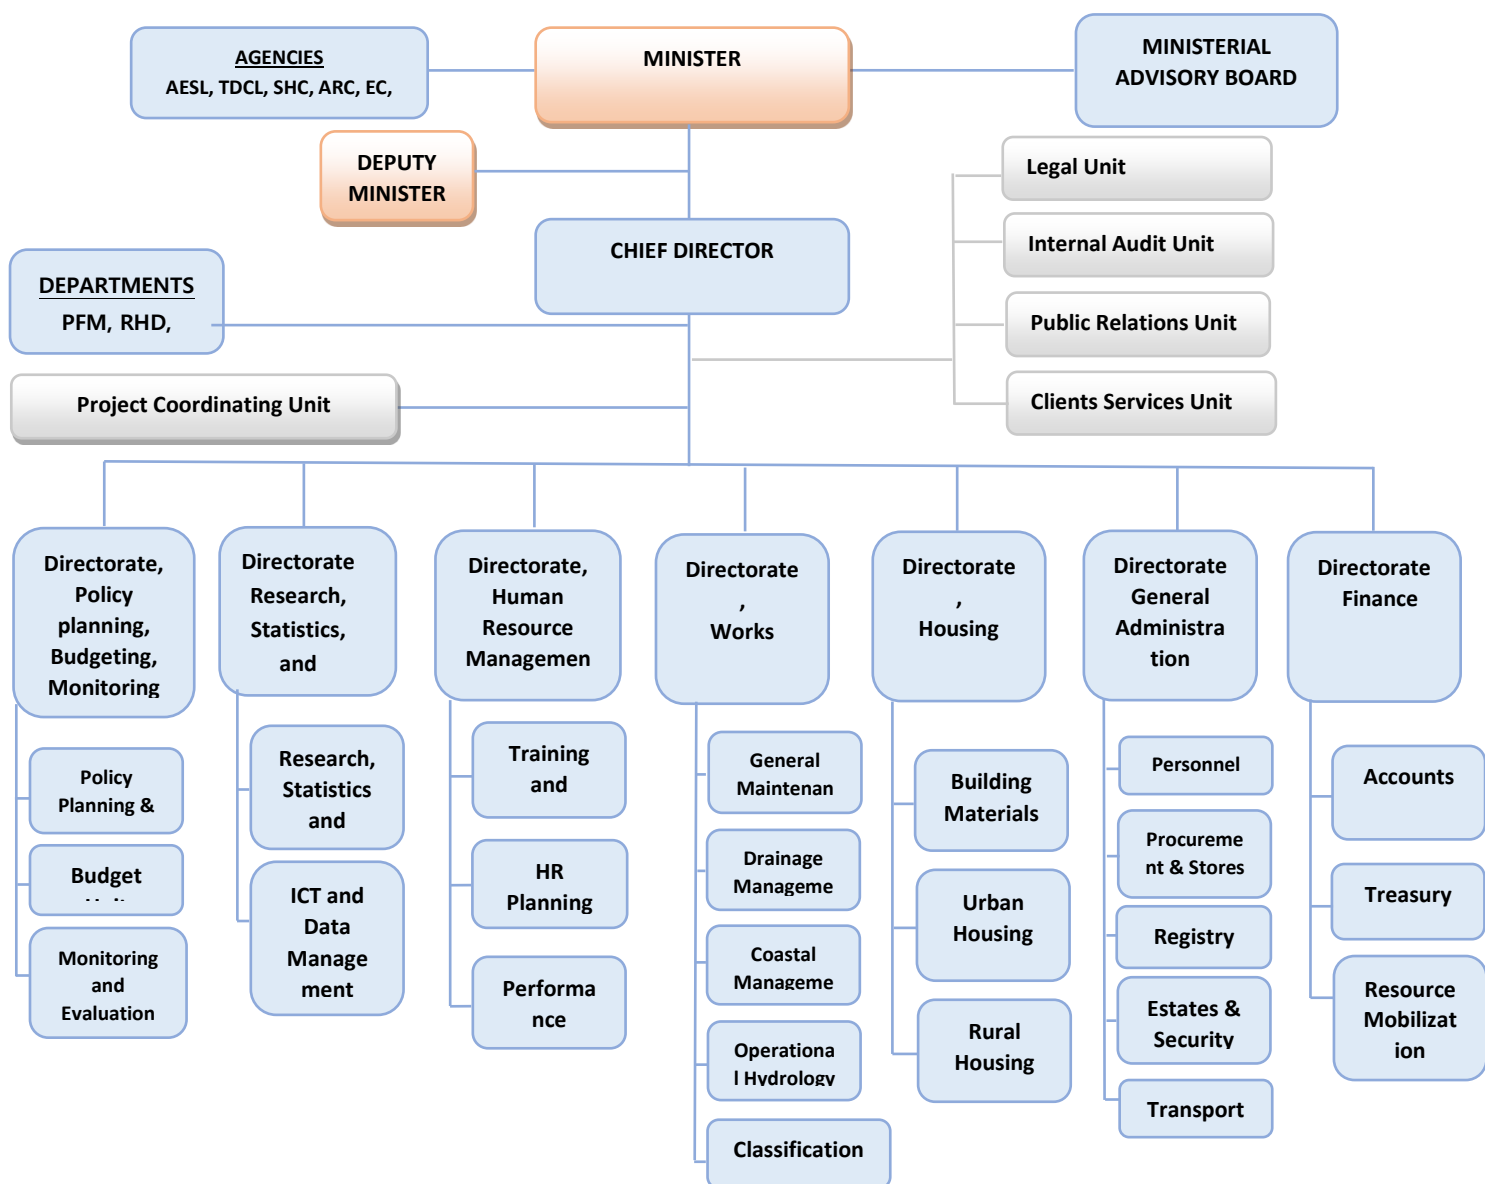 AGENCIES
AESL, TDCL, SHC, ARC, EC,
MINISTER
MINISTERIAL
ADVISORY BOARD
DEPUTY
MINISTER
Legal Unit
CHIEF DIRECTOR
Internal Audit Unit
DEPARTMENTS
PFM, RHD,
Public Relations Unit
Project Coordinating Unit
Clients Services Unit
Directorate,
Policy
planning,
Budgeting,
Monitoring
Directorate
Research,
Statistics,
and
Directorate,
Human
Resource
Managemen
Directorate
,
Works
Directorate
,
Housing
Directorate
General
Administra
tion
Directorate
Finance
Policy
Planning &
Budget
Monitoring
and
Evaluation
Research,
Statistics
and
ICT and
Data
Manage
ment
Training
and
HR
Planning
Performa
nce
General
Maintenan
Drainage
Manageme
Coastal
Manageme
Operationa
l Hydrology
Classification
Building
Materials
Urban
Housing
Rural
Housing
Personnel
Procureme
nt & Stores
Registry
Estates &
Security
Transport
Accounts
Treasury
Resource
Mobilizat
ion